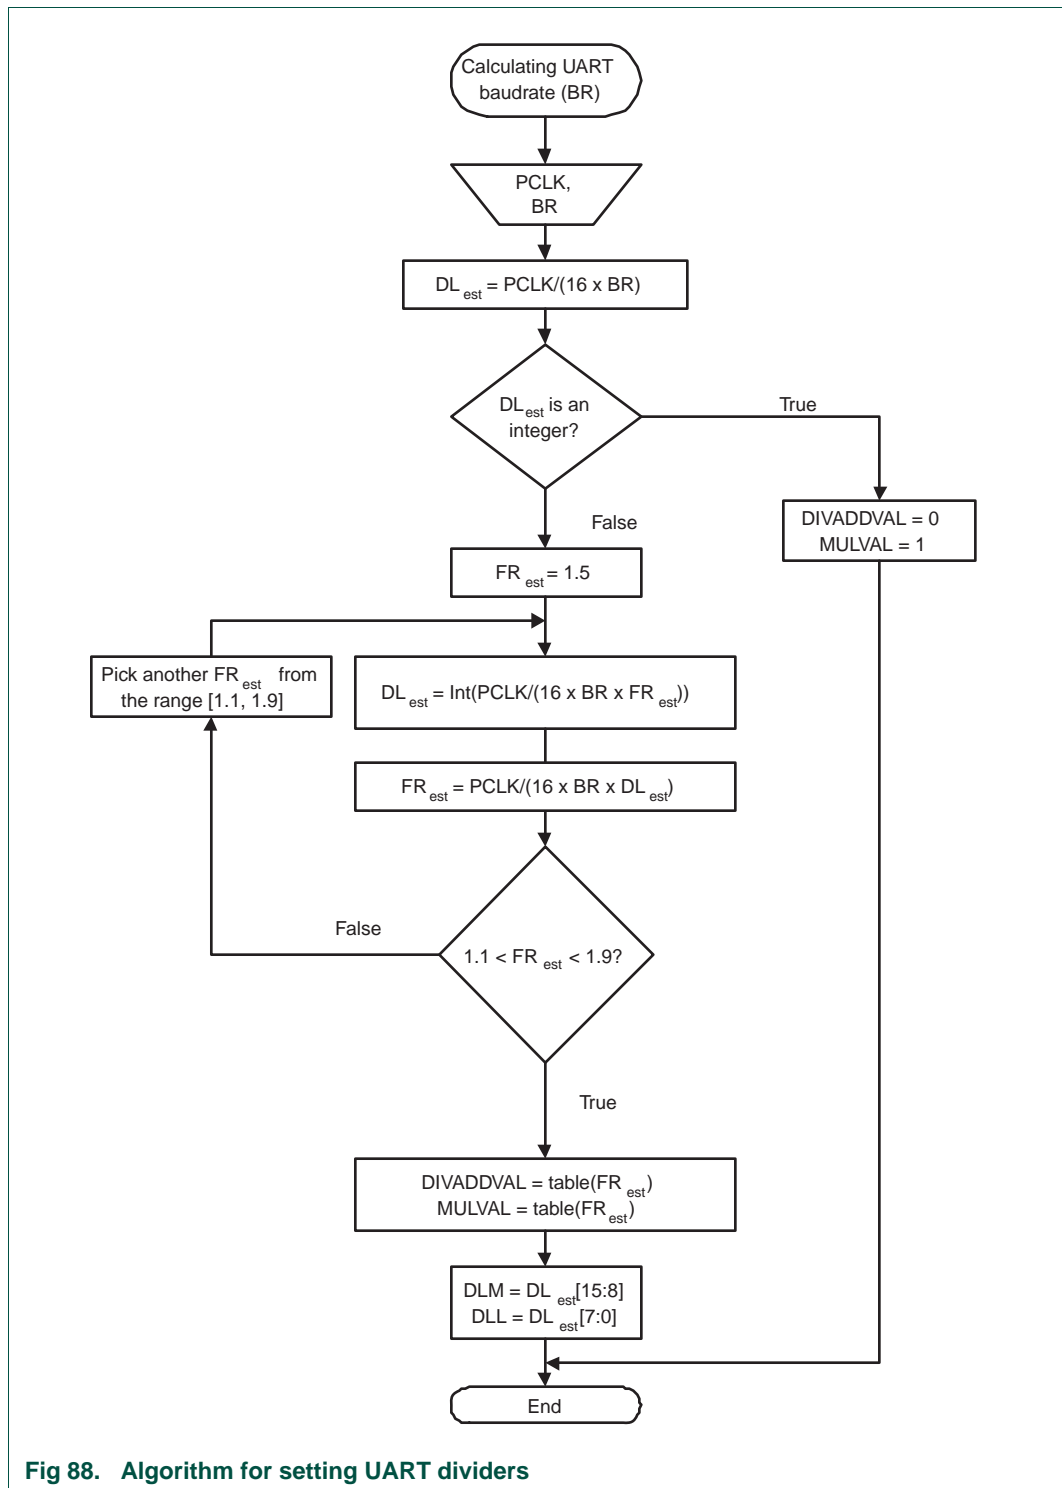 Calculating UART
baudrate (BR)
PCLK,
BR
DL est = PCLK/(16 x BR)
DL est is an
integer?
True
DIVADDVAL = 0
MULVAL = 1
False
FR est = 1.5
Pick another FR est from
the range [1.1, 1.9]
DL est = Int(PCLK/(16 x BR x FR est))
FR est = PCLK/(16 x BR x DL est)
False
1.1 < FR est < 1.9?
True
DIVADDVAL = table(FR est)
MULVAL = table(FR est)
DLM = DL est [15:8]
DLL = DL est [7:0]
End
Fig 88. Algorithm for setting UART dividers